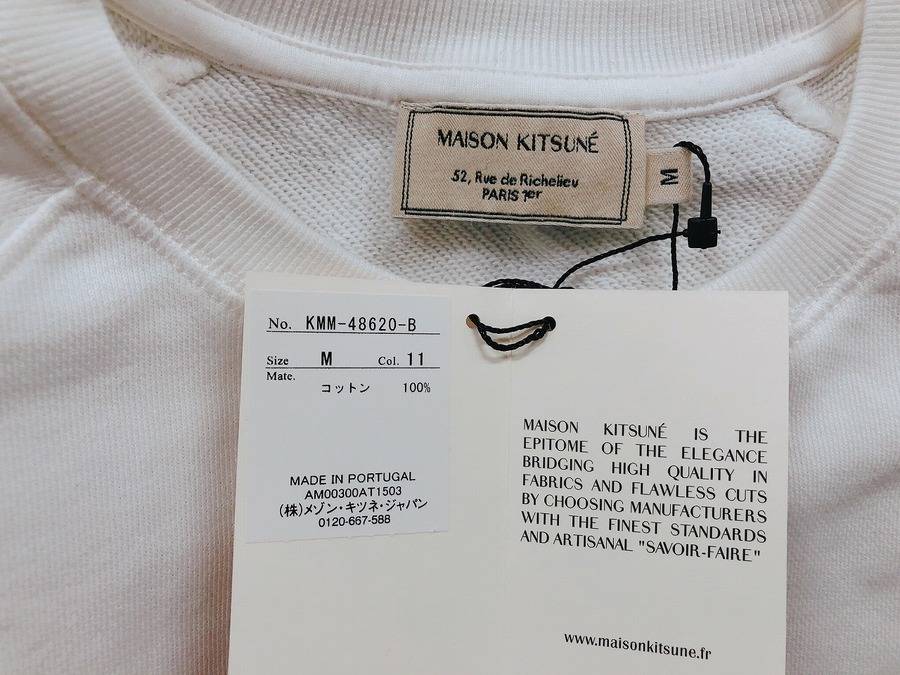 MAISON KITSUNÉ
52, Rue de Richelieu
PARIS 1er
M
No. KMM-48620-B
Size M Col. 11
Mate.
コットン 100%
MADE IN PORTUGAL
AM00300AT1503
(株)メゾン・キツネ・ジャパン
0120-667-588
MAISON KITSUNÉ IS THE
EPITOME OF THE ELEGANCE
BRIDGING HIGH QUALITY IN
FABRICS AND FLAWLESS CUTS
BY CHOOSING MANUFACTURERS
WITH THE FINEST STANDARDS
AND ARTISANAL "SAVOIR-FAIRE"
www.maisonkitsune.fr